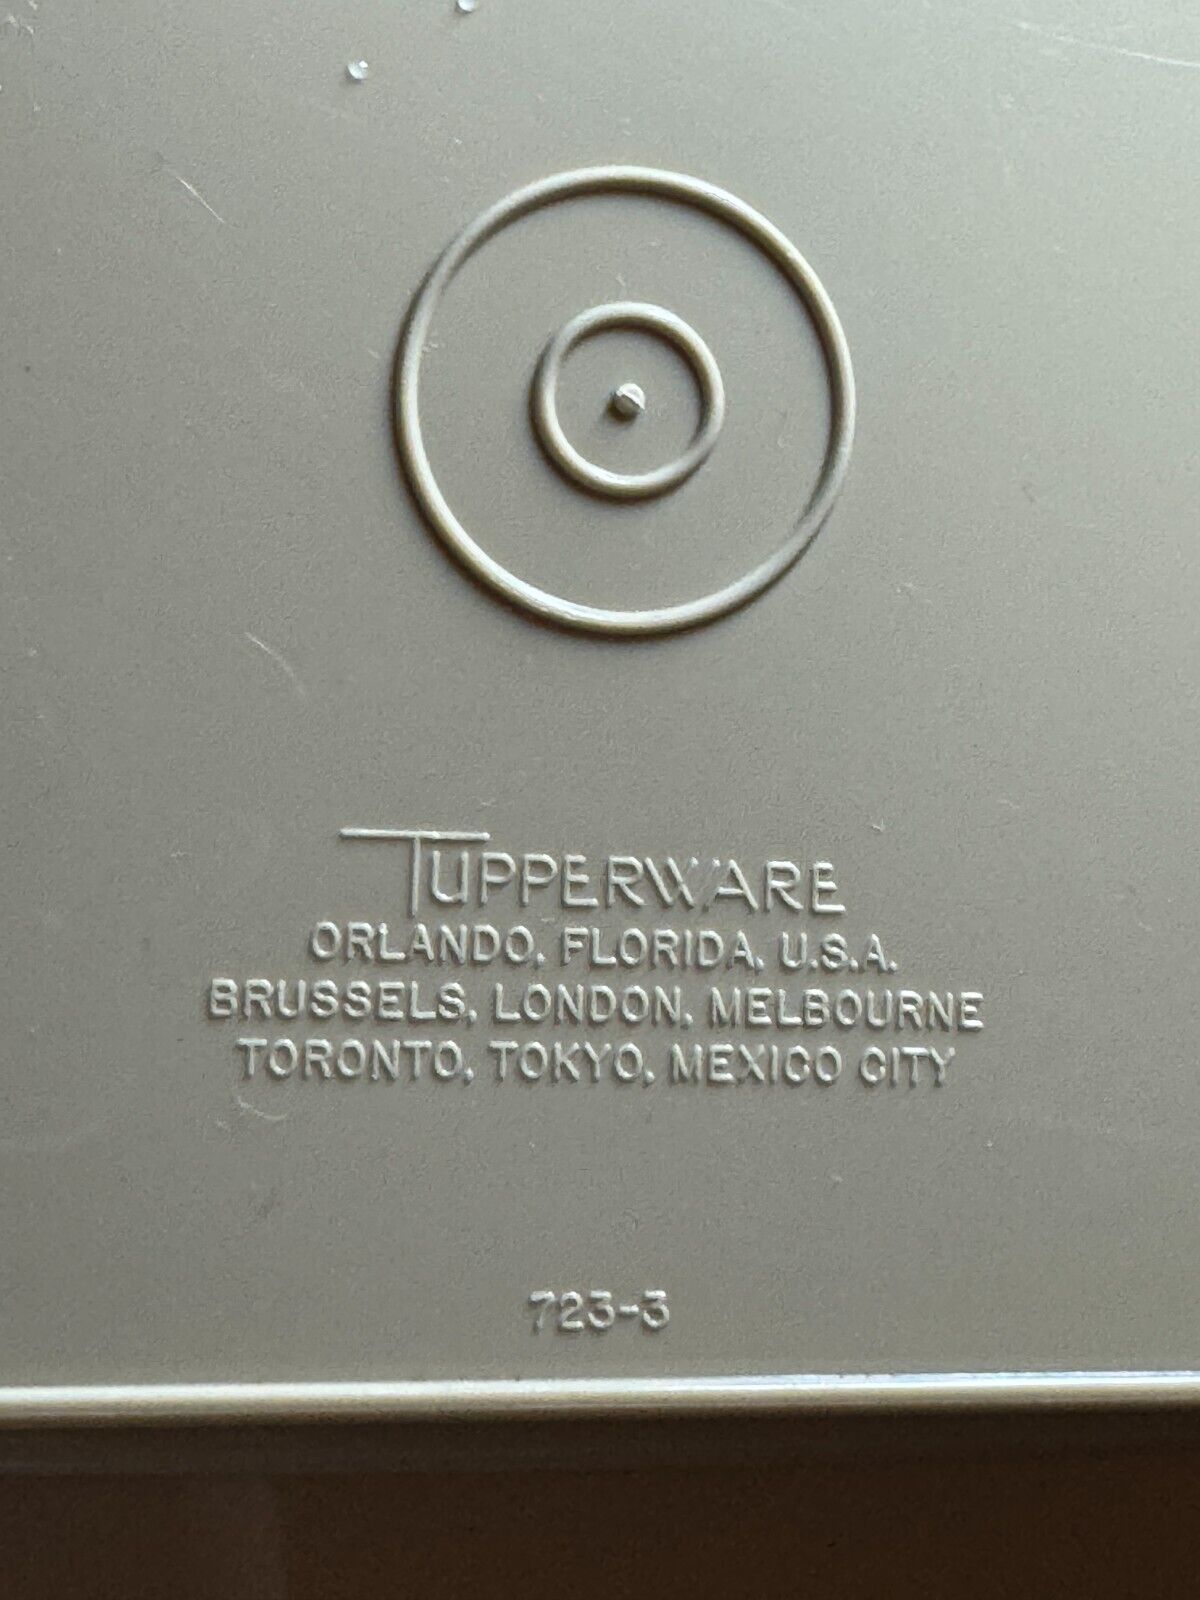 TUPPERWARE
ORLANDO, FLORIDA, U.S.A.
BRUSSELS, LONDON, MELBOURNE
TORONTO, TOKYO, MEXICO CITY
723-3